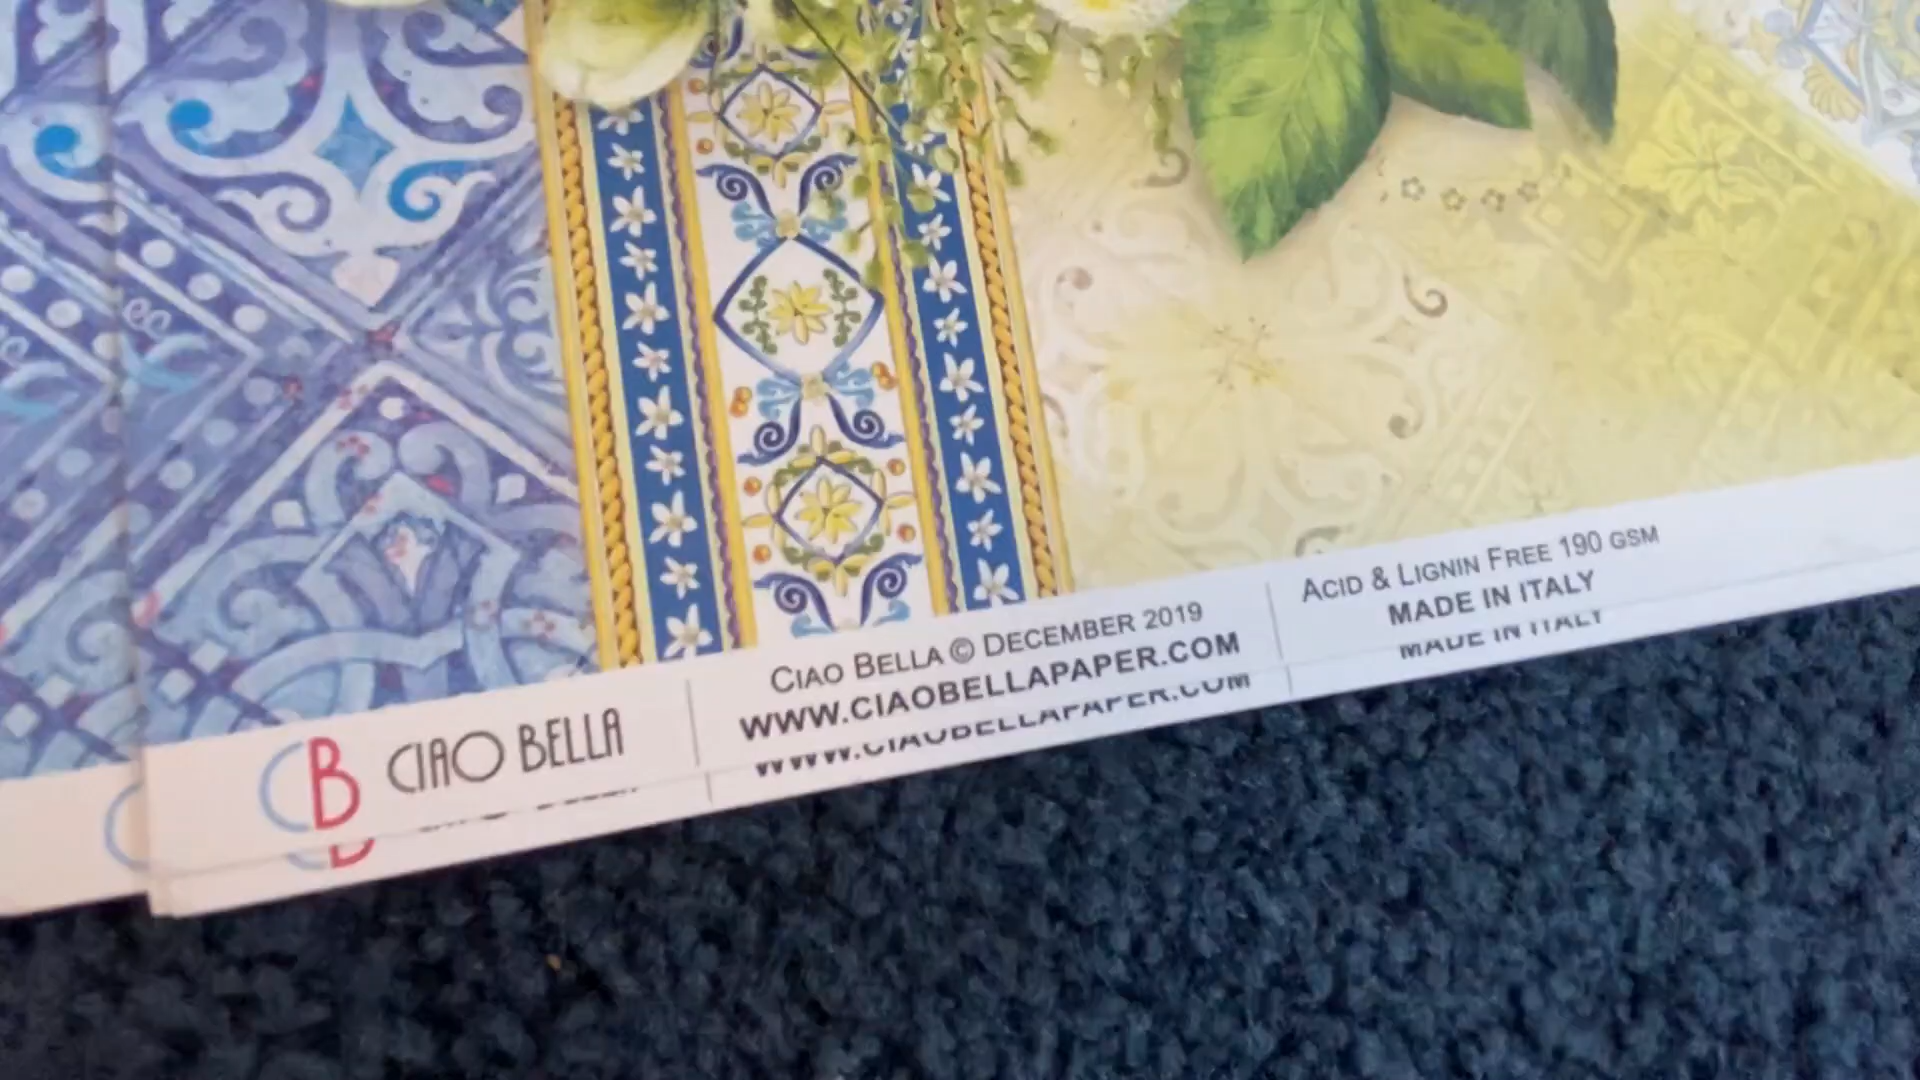 CB CIAO BELLA
CIAO BELLA © DECEMBER 2019
WWW.CIAOBELLAPAPER.COM
ACID & LIGNIN FREE 190 GSM
MADE IN ITALY
WWW.CIAOBELLAPAPER.COM
MADE IN ITALY